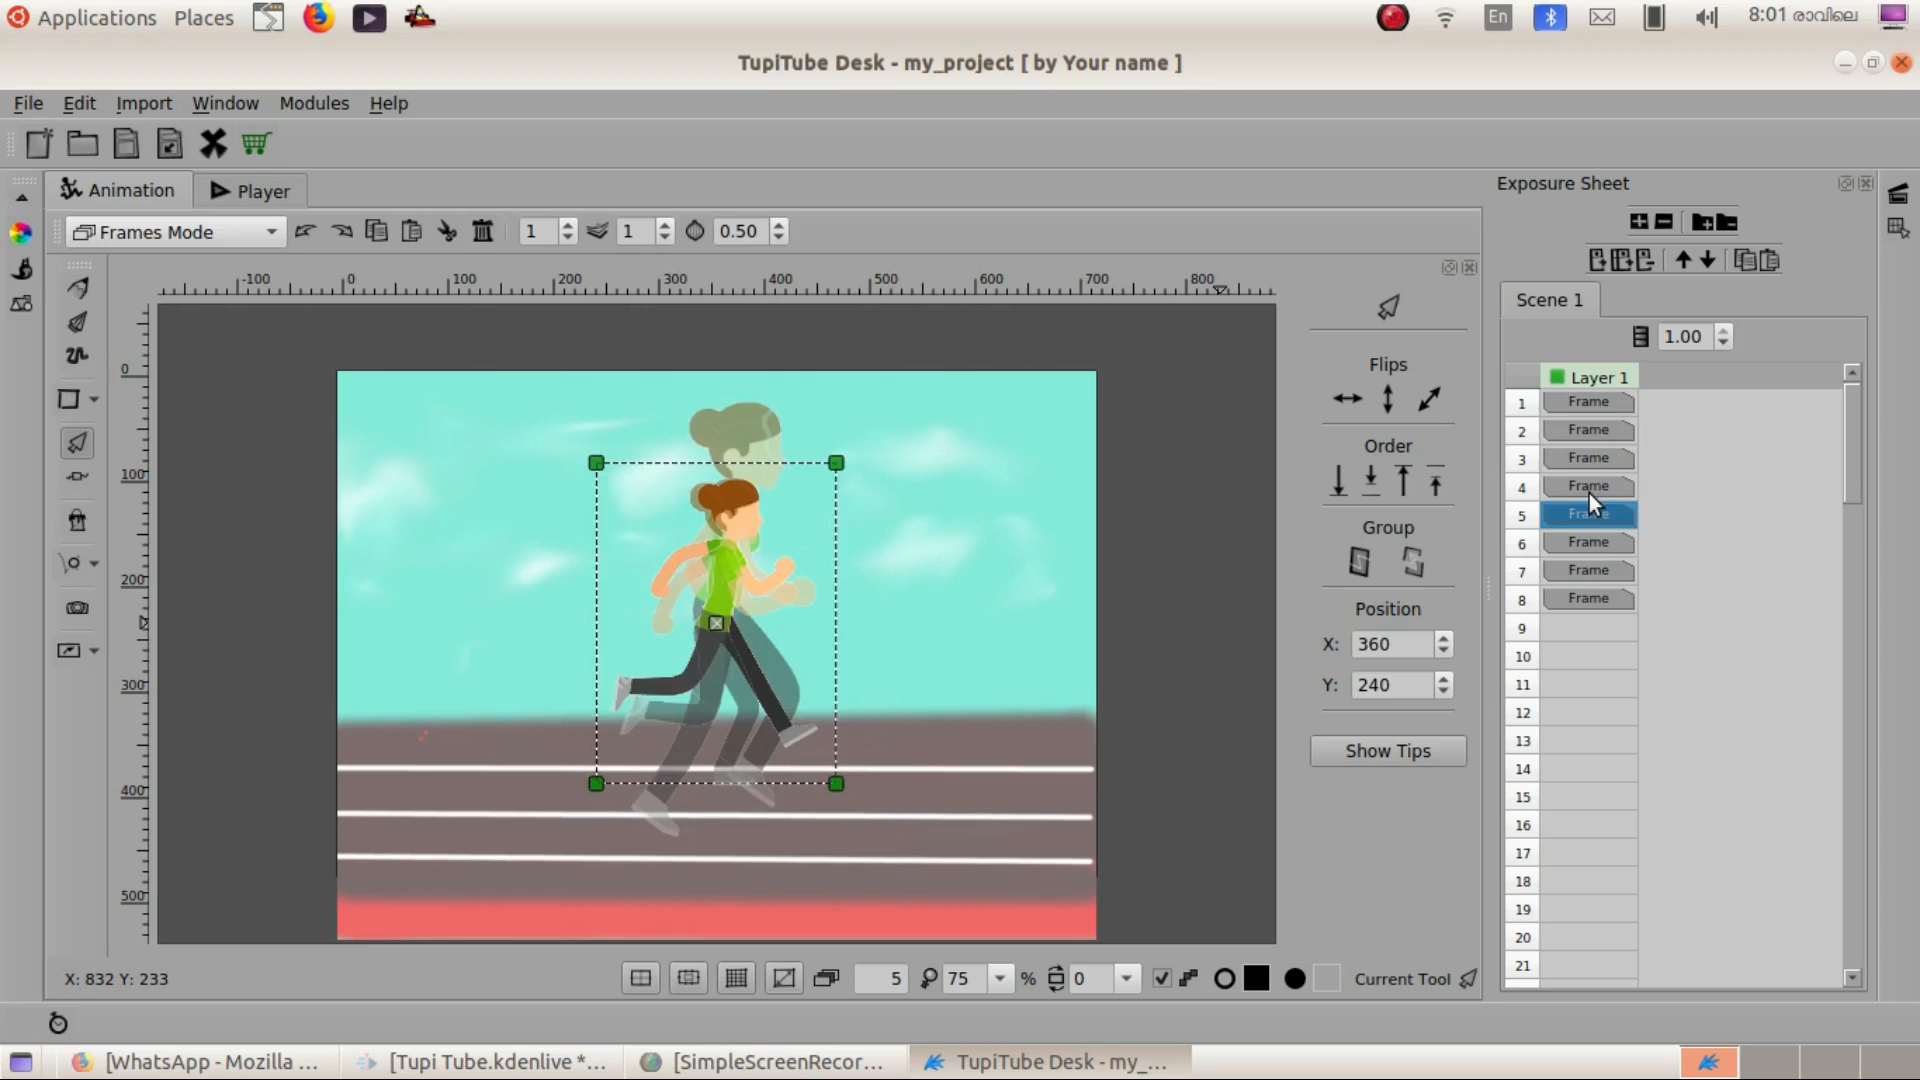 Applications Places En 8:01 രാവിലെ
TupiTube Desk - my_project [ by Your name ]
File Edit Import Window Modules Help
Animation Player
Frames Mode 1 1 0.50
Exposure Sheet
-100 0 100 200 300 400 500 600 700 800
Scene 1
1.00
Flips
Layer 1
1 Frame
2 Frame
3 Frame
4 Frame
5 Frame
6 Frame
7 Frame
8 Frame
9
10
11
12
13
14
15
16
17
18
19
20
21
0
100
200
300
400
500
Order
Group
Position
X: 360
Y: 240
Show Tips
X: 832 Y: 233 5 75 % 0 Current Tool
[WhatsApp - Mozilla ... [Tupi Tube.kdenlive *... [SimpleScreenRecor... TupiTube Desk - my_...